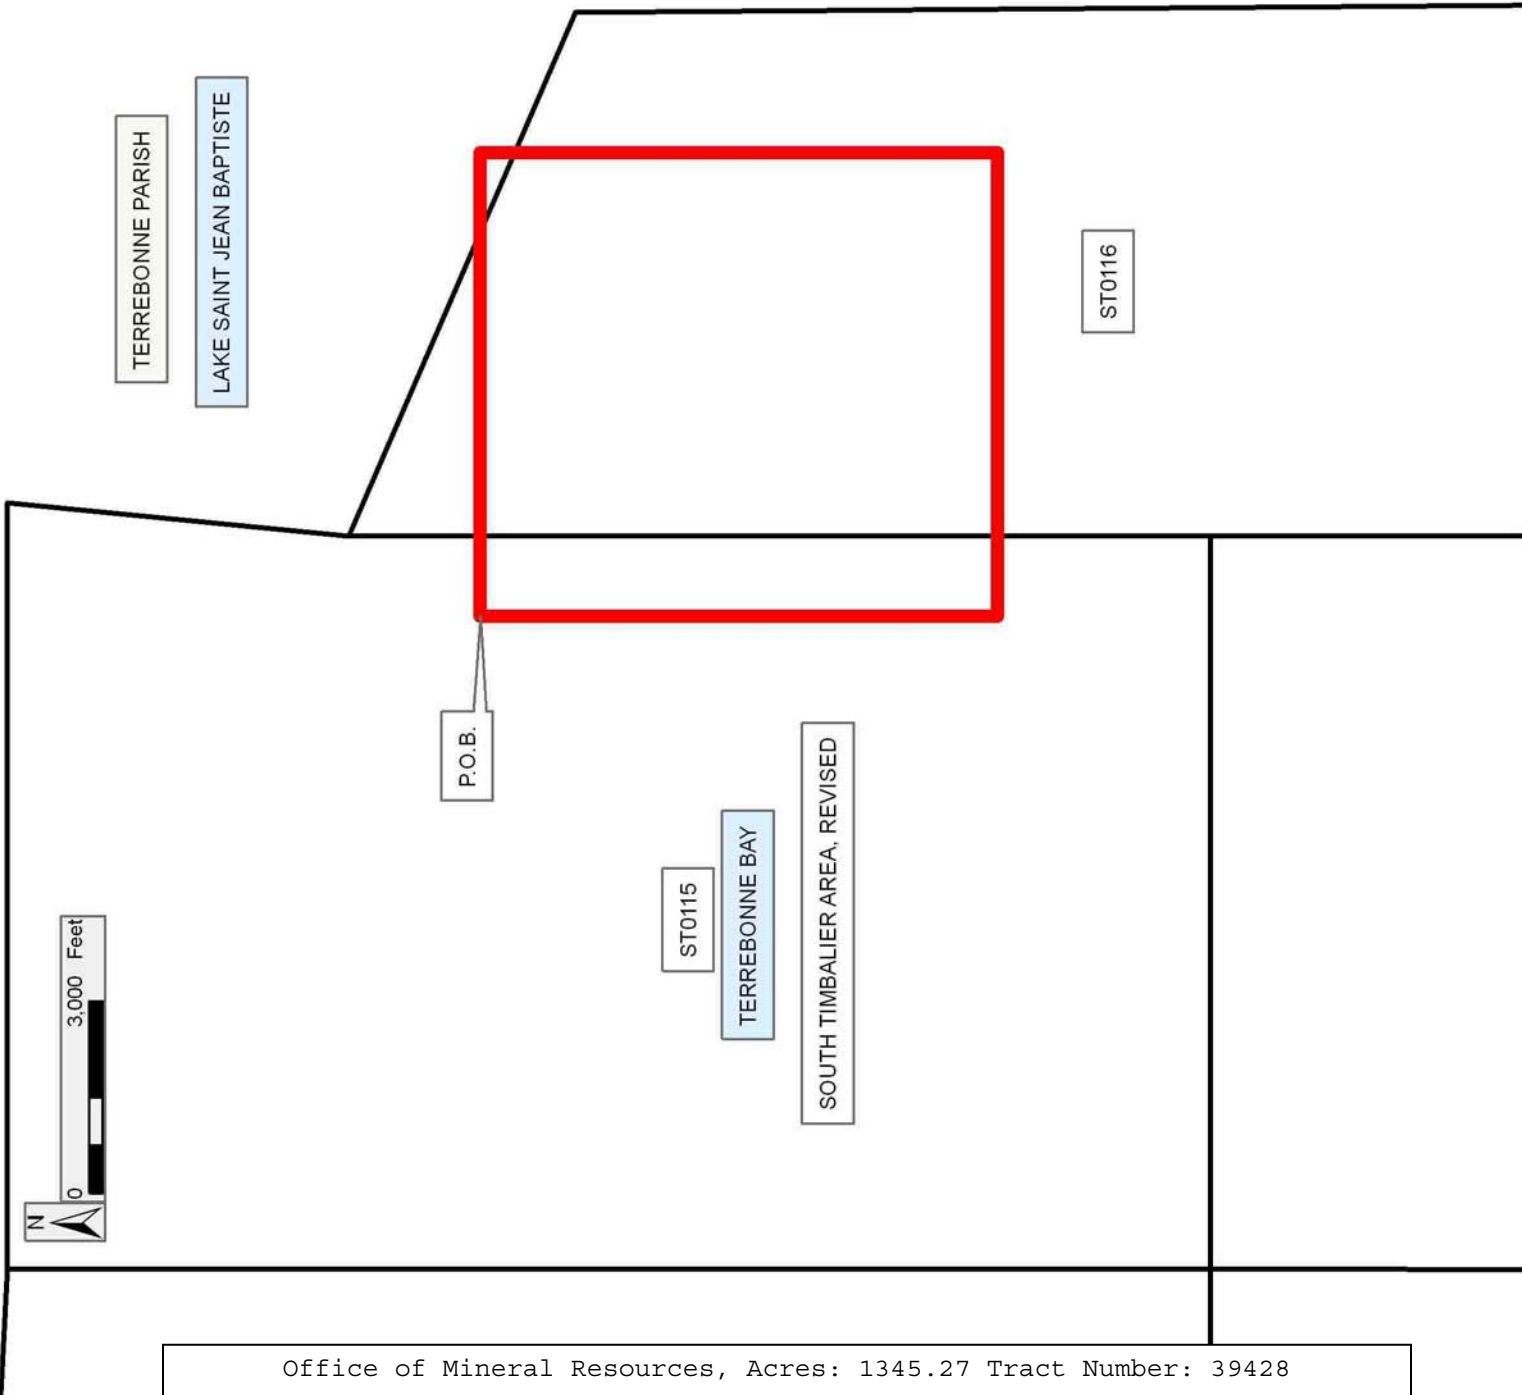 TERREBONNE PARISH
LAKE SAINT JEAN BAPTISTE
ST0116
P.O.B.
ST0115
TERREBONNE BAY
SOUTH TIMBALIER AREA, REVISED
N
0 3,000 Feet
Office of Mineral Resources, Acres: 1345.27 Tract Number: 39428